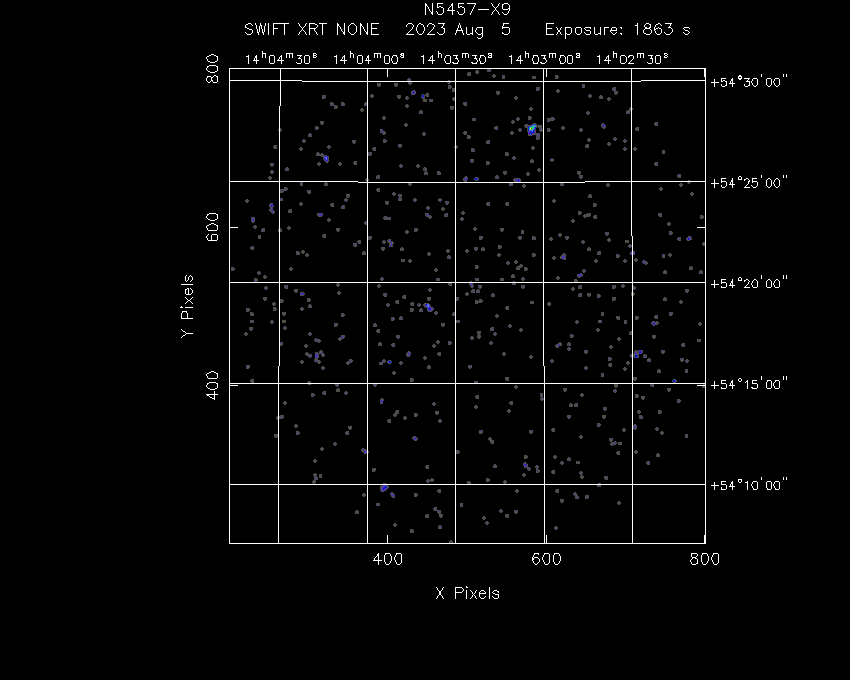 N5457-X9
SWIFT XRT NONE 2023 Aug 5 Exposure: 1863 s
14ʰ04ᵐ30ˢ 14ʰ04ᵐ00ˢ 14ʰ03ᵐ30ˢ 14ʰ03ᵐ00ˢ 14ʰ02ᵐ30ˢ
800
+54°30'00"
+54°25'00"
600
+54°20'00"
Y Pixels
400
+54°15'00"
+54°10'00"
400 600 800
X Pixels